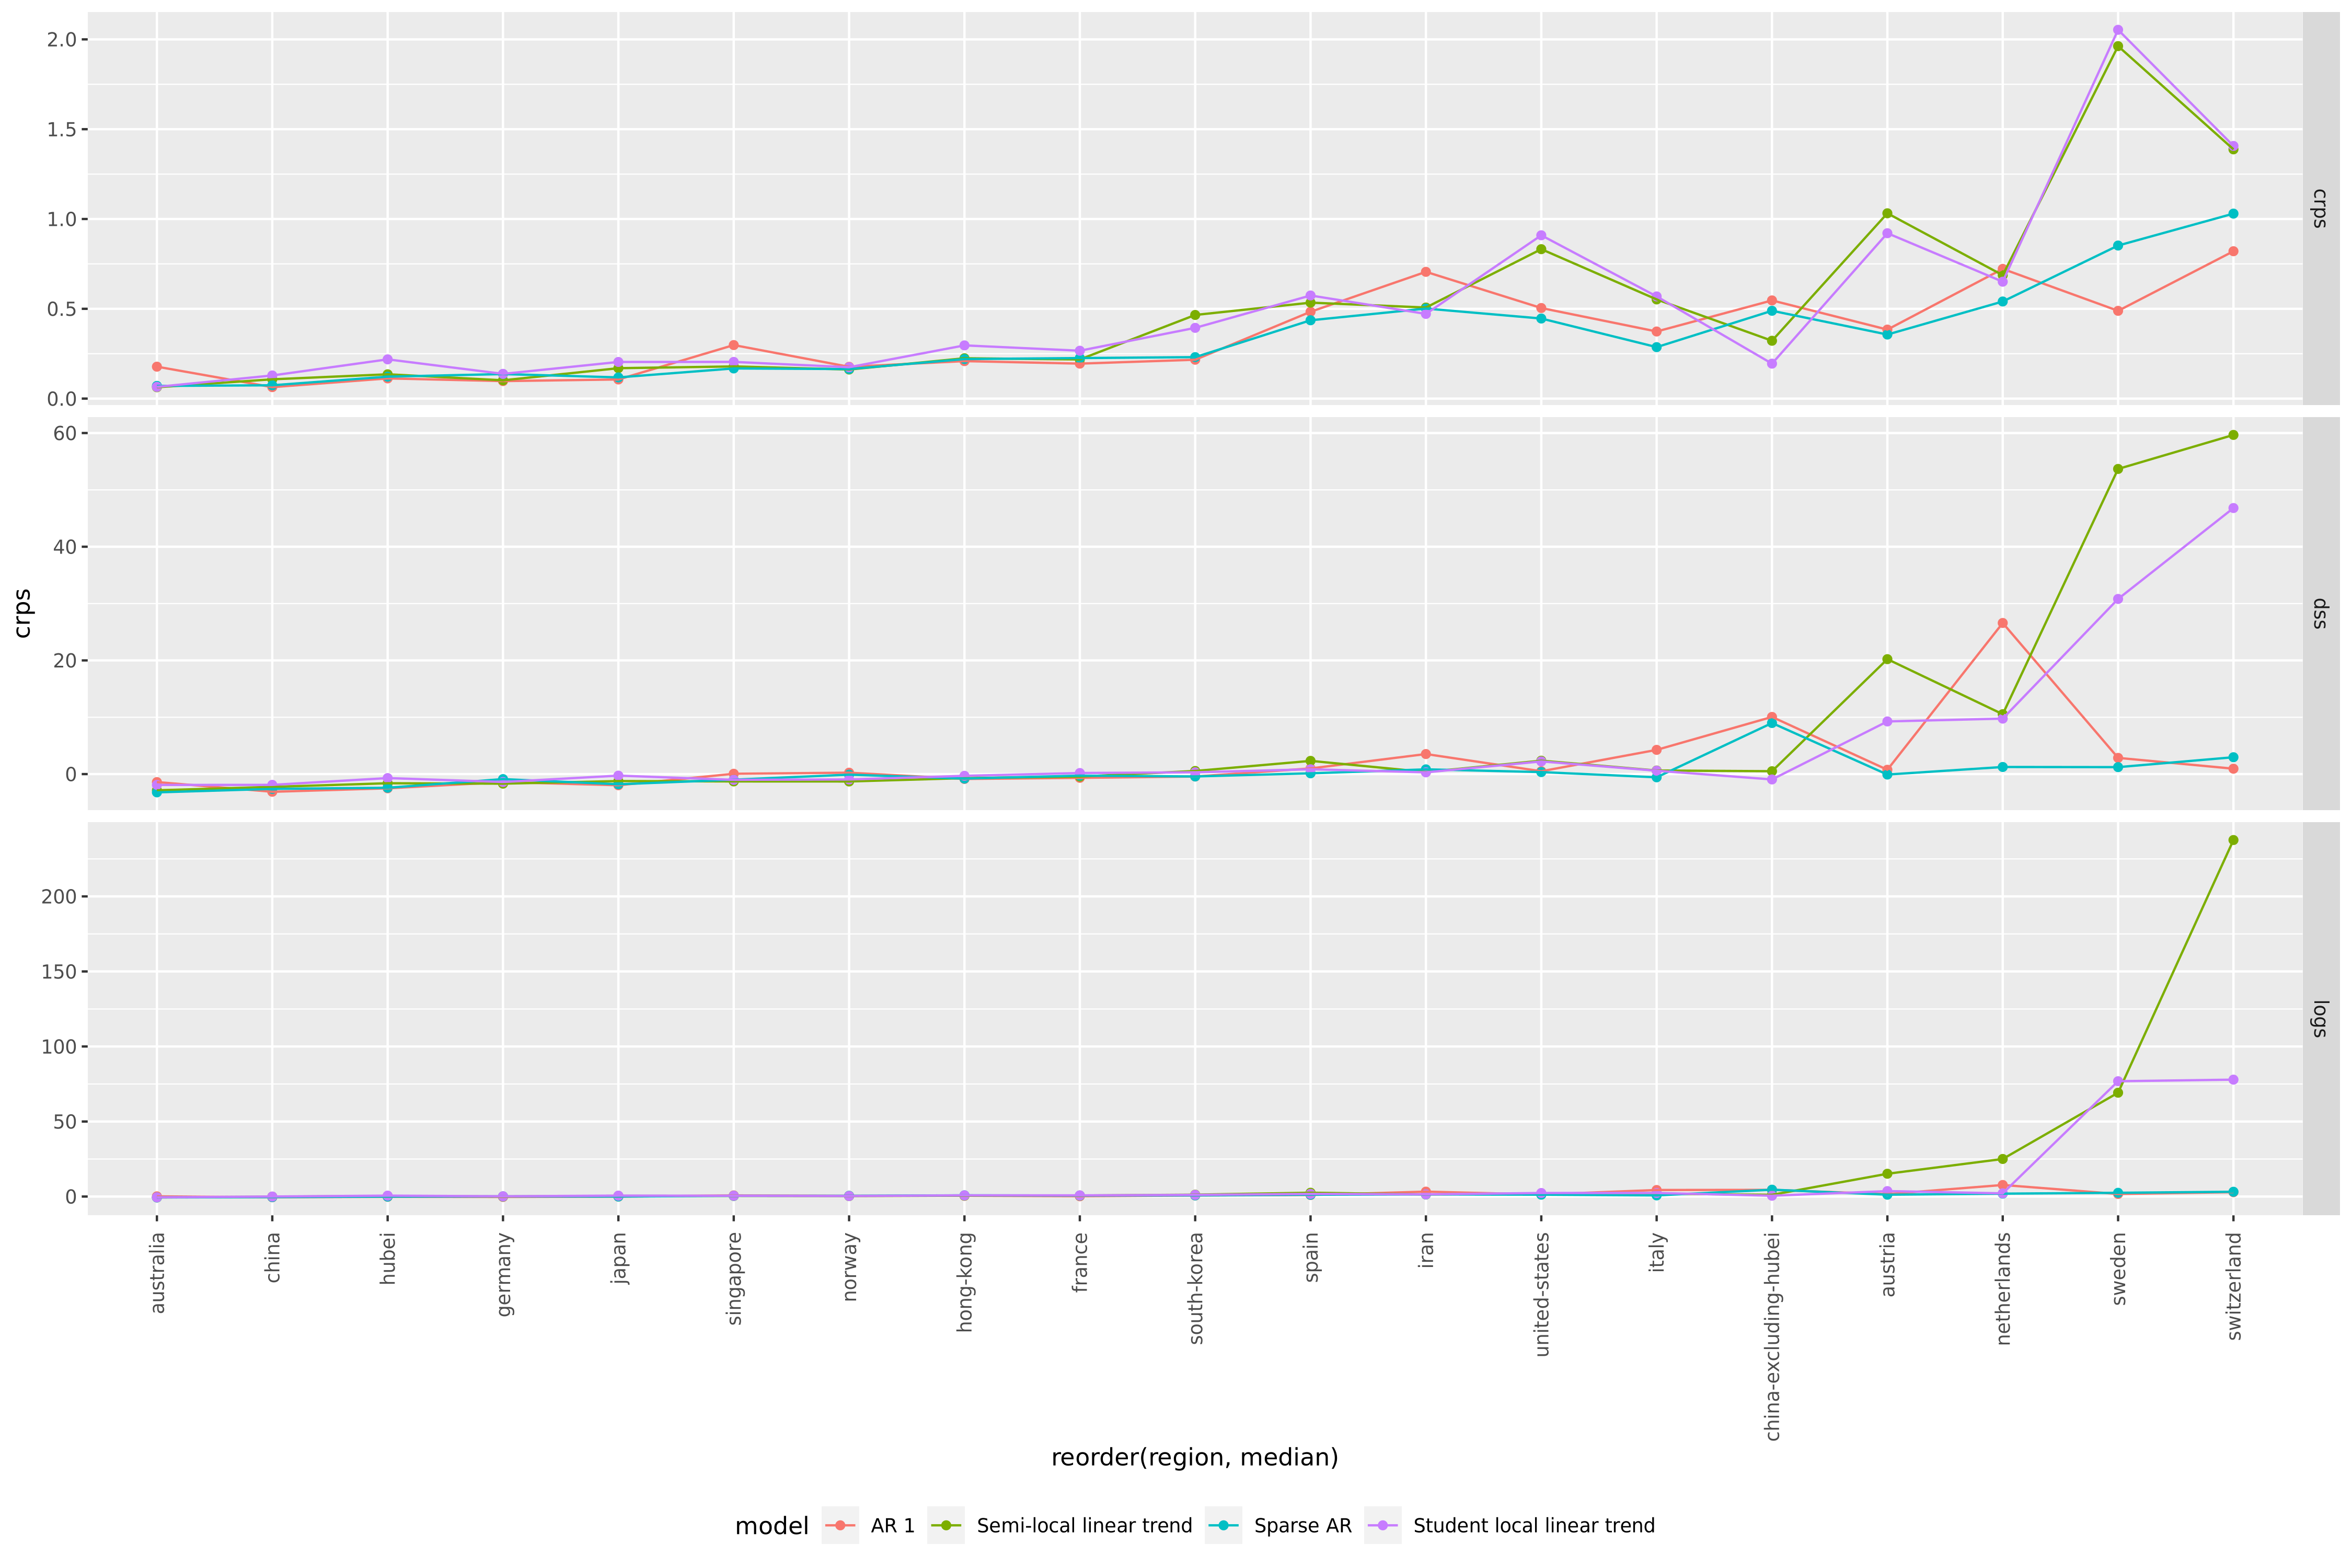 2.0
1.5
1.0
0.5
0.0
crps
60
40
20
0
dss
crps
200
150
100
50
0
logs
australia
china
hubei
germany
japan
singapore
norway
hong-kong
france
south-korea
spain
iran
united-states
italy
china-excluding-hubei
austria
netherlands
sweden
switzerland
reorder(region, median)
model AR 1 Semi-local linear trend Sparse AR Student local linear trend